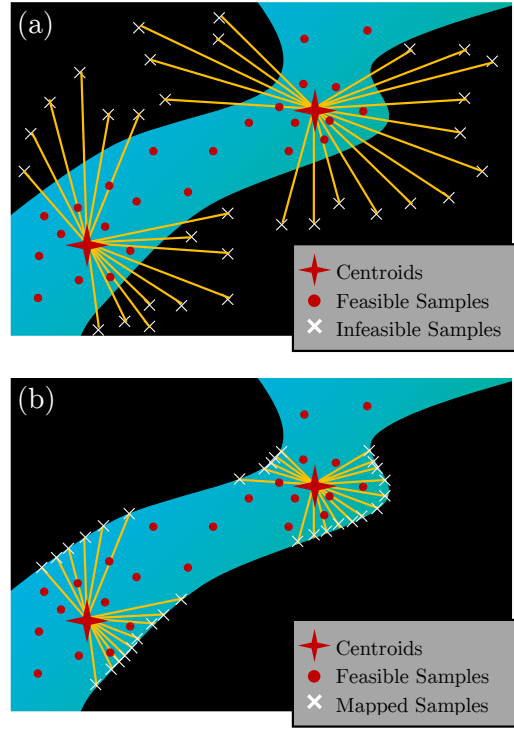 (a)
Centroids
Feasible Samples
Infeasible Samples
(b)
Centroids
Feasible Samples
Mapped Samples